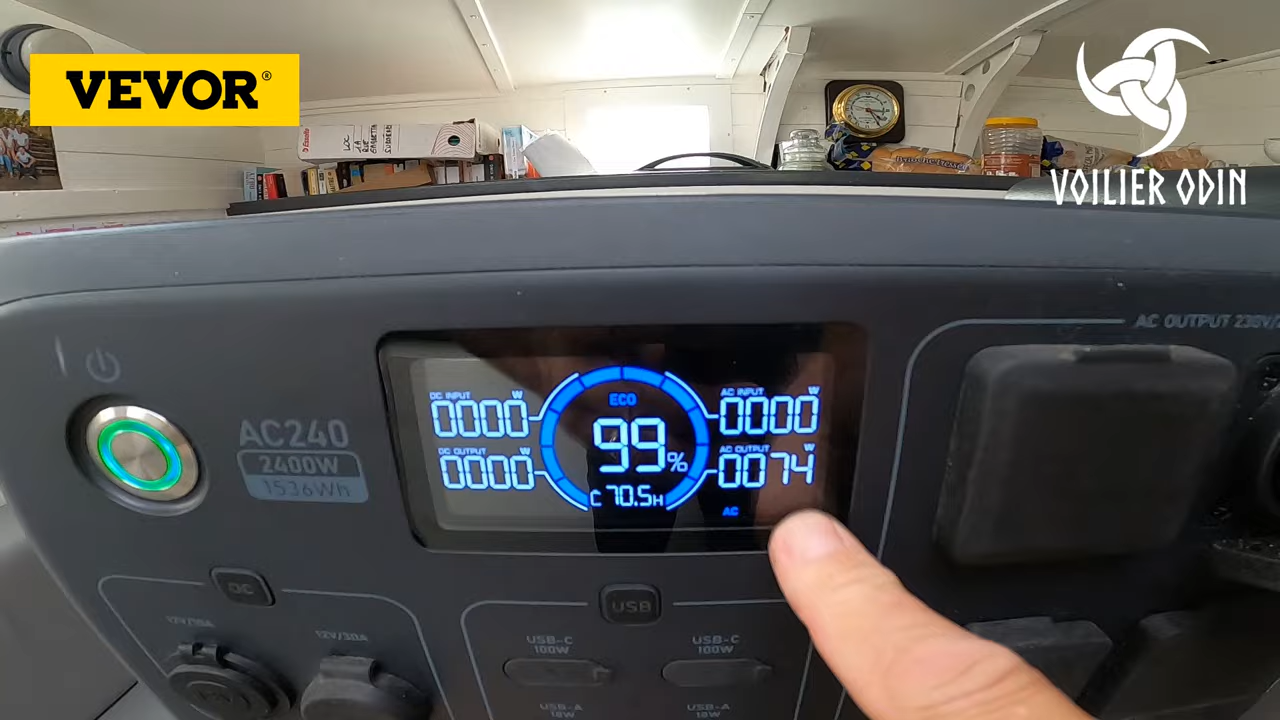 VEVOR®
VOILIER ODIN
AC OUTPUT 230V/
AC240
2400W
1536Wh
DC INPUT W
0000
DC OUTPUT W
0000
ECO
99%
C 70.5H
AC INPUT W
0000
AC OUTPUT W
0074
AC
DC
USB
12V/30A
USB-C
100W
USB-C
100W
USB-A
18W
USB-A
18W